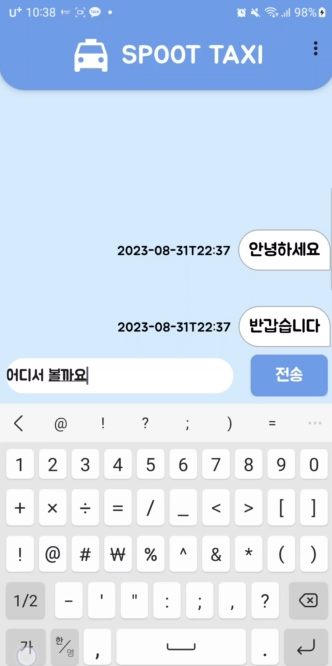 U+ 10:38 98%
SPOOT TAXI
2023-08-31T22:37 안녕하세요
2023-08-31T22:37 반갑습니다
어디서 볼까요 전송
@ ! ? ; ) = ...
1 2 3 4 5 6 7 8 9 0
+ × ÷ = / _ < > [ ]
! @ # ₩ % ^ & * ( )
1/2 - ' " : ; , ?
가 한/영 , .